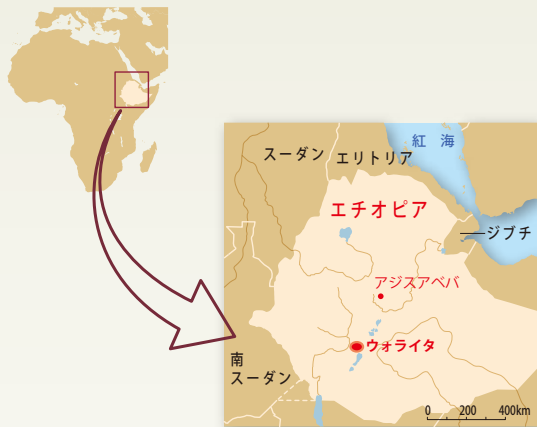 紅 海
スーダン
エリトリア
エチオピア
ジブチ
アジスアベバ
ウォライタ
南
スーダン
0 200 400km